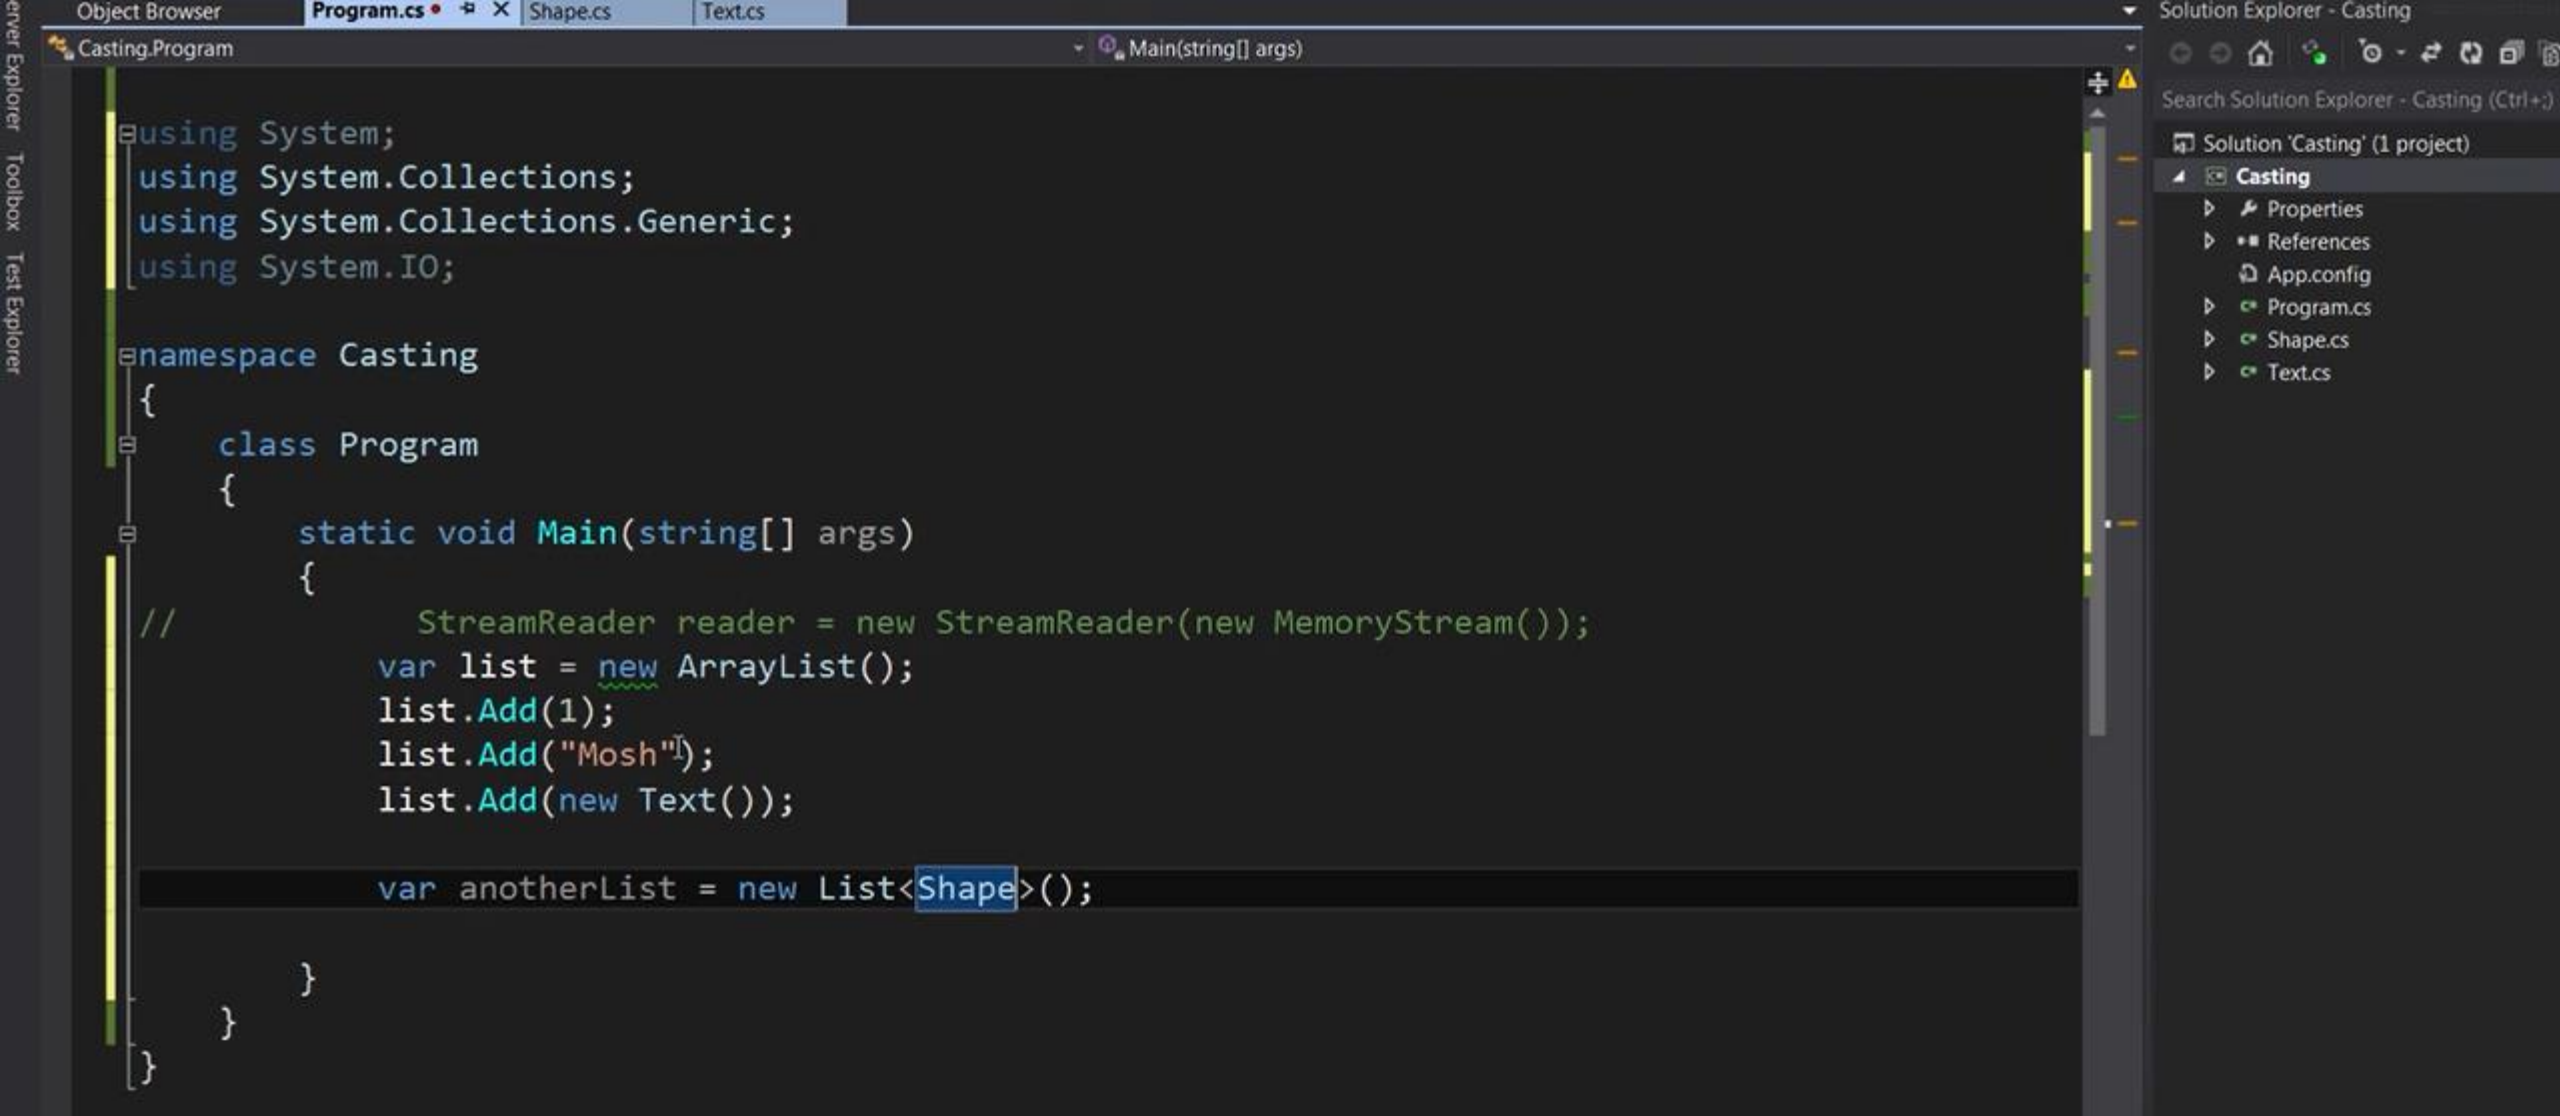 Object Browser
Program.cs
Shape.cs
Text.cs
Casting.Program
Main(string[] args)
using System;
using System.Collections;
using System.Collections.Generic;
using System.IO;
namespace Casting
{
class Program
{
static void Main(string[] args)
{
// StreamReader reader = new StreamReader(new MemoryStream());
var list = new ArrayList();
list.Add(1);
list.Add("Mosh");
list.Add(new Text());
var anotherList = new List<Shape>();
}
}
}
Toolbox
Test Explorer
Solution Explorer - Casting
Search Solution Explorer - Casting (Ctrl+;)
Solution 'Casting' (1 project)
Casting
Properties
References
App.config
Program.cs
Shape.cs
Text.cs